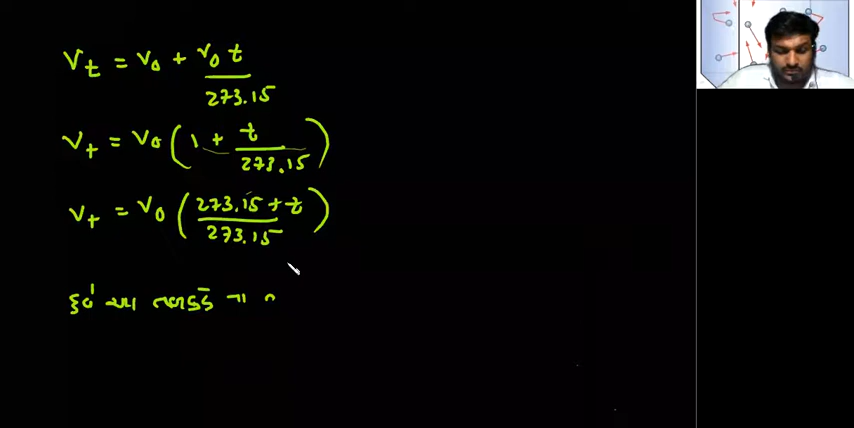 Vt = V0 + V0 t / 273.15
Vt = V0 ( 1 + t / 273.15 )
Vt = V0 ( 273.15 + t / 273.15 )